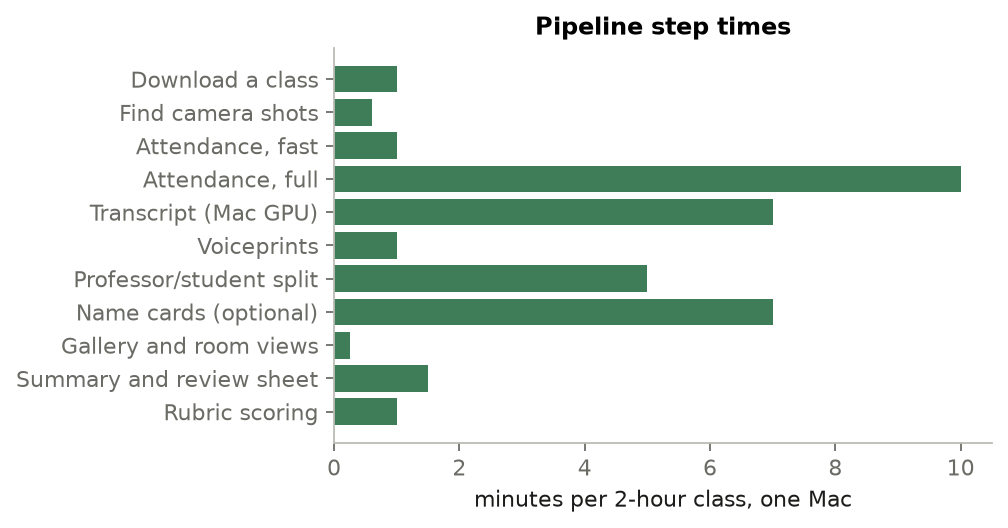 Pipeline step times
Download a class
Find camera shots
Attendance, fast
Attendance, full
Transcript (Mac GPU)
Voiceprints
Professor/student split
Name cards (optional)
Gallery and room views
Summary and review sheet
Rubric scoring
0 2 4 6 8 10
minutes per 2-hour class, one Mac